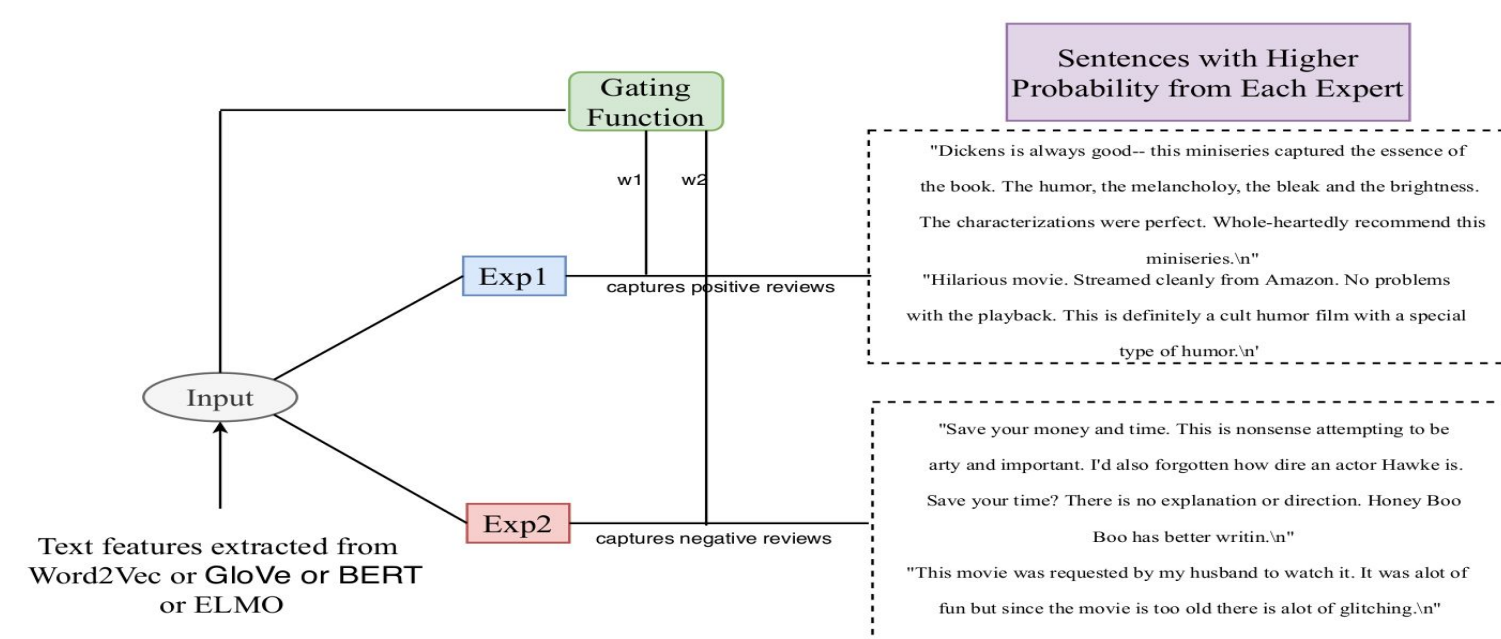 Sentences with Higher
Probability from Each Expert
Gating
Function
w1
w2
"Dickens is always good-- this miniseries captured the essence of
the book. The humor, the melancholoy, the bleak and the brightness.
The characterizations were perfect. Whole-heartedly recommend this
miniseries.\n"
"Hilarious movie. Streamed cleanly from Amazon. No problems
with the playback. This is definitely a cult humor film with a special
type of humor.\n'
Exp1
captures positive reviews
Input
Exp2
captures negative reviews
"Save your money and time. This is nonsense attempting to be
arty and important. I'd also forgotten how dire an actor Hawke is.
Save your time? There is no explanation or direction. Honey Boo
Boo has better writin.\n"
"This movie was requested by my husband to watch it. It was alot of
fun but since the movie is too old there is alot of glitching.\n"
Text features extracted from
Word2Vec or GloVe or BERT
or ELMO